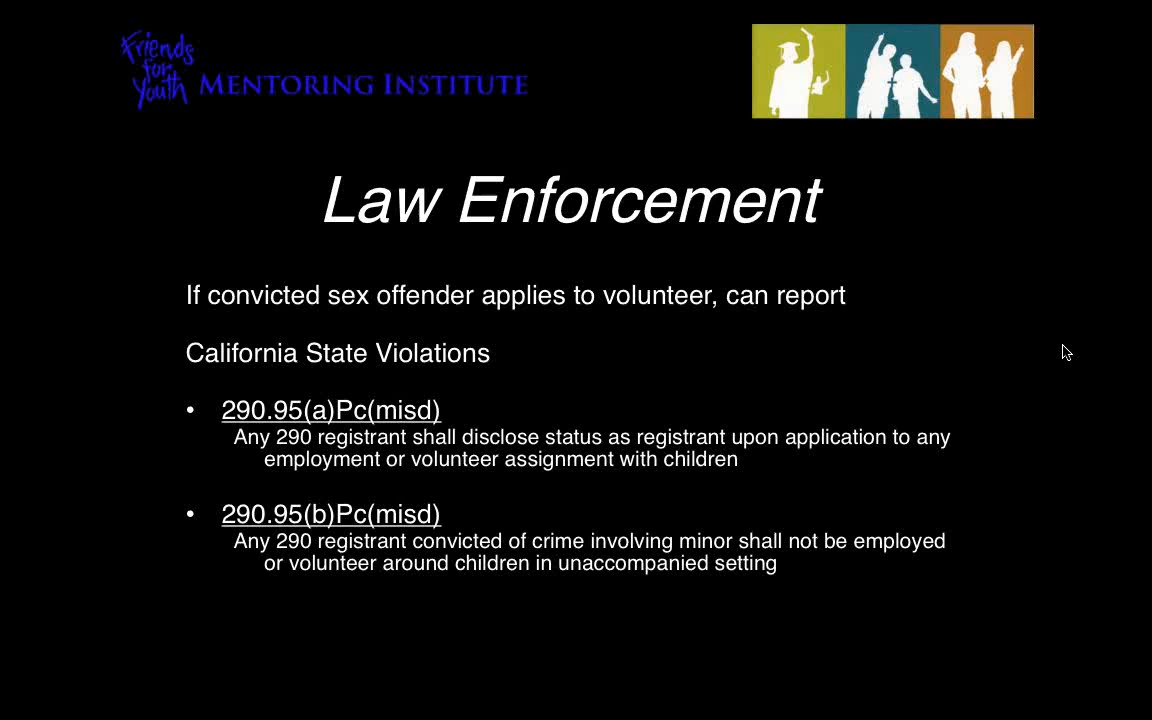 Friends
for
Youth MENTORING INSTITUTE
Law Enforcement
If convicted sex offender applies to volunteer, can report
California State Violations
• 290.95(a)Pc(misd)
Any 290 registrant shall disclose status as registrant upon application to any
employment or volunteer assignment with children
• 290.95(b)Pc(misd)
Any 290 registrant convicted of crime involving minor shall not be employed
or volunteer around children in unaccompanied setting